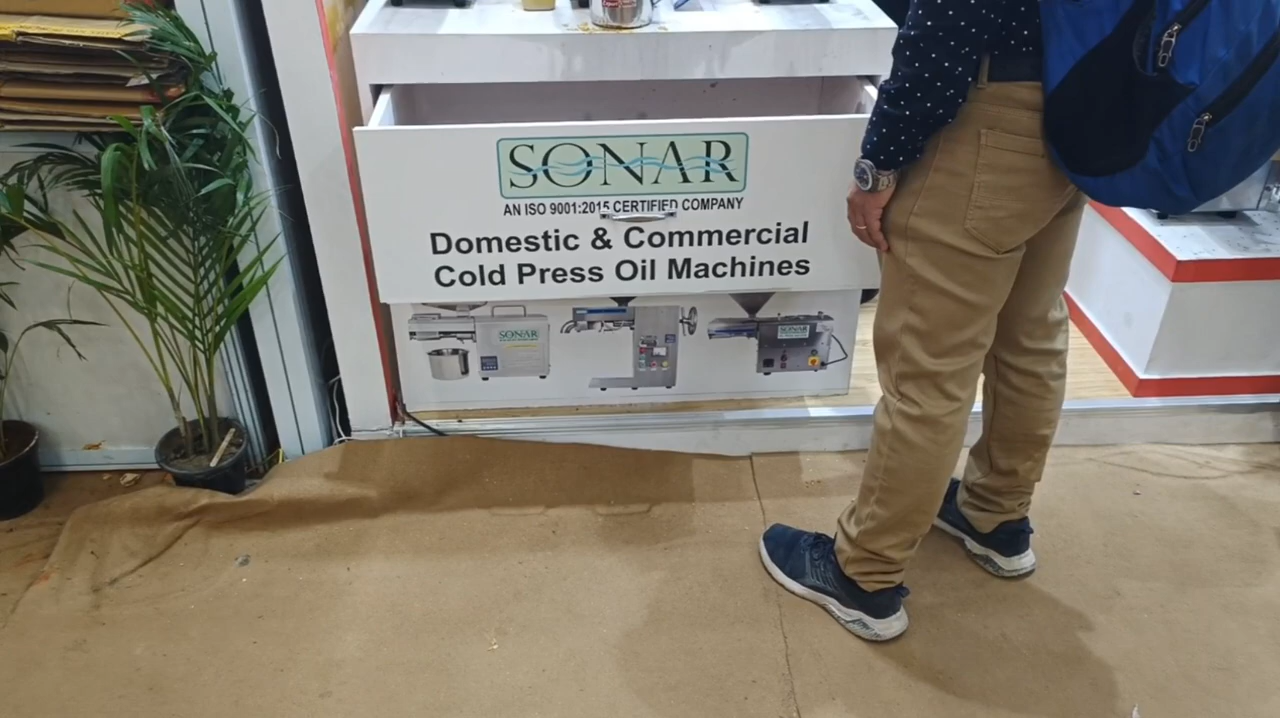 SONAR
AN ISO 9001:2015 CERTIFIED COMPANY
Domestic & Commercial
Cold Press Oil Machines
SONAR
SONAR